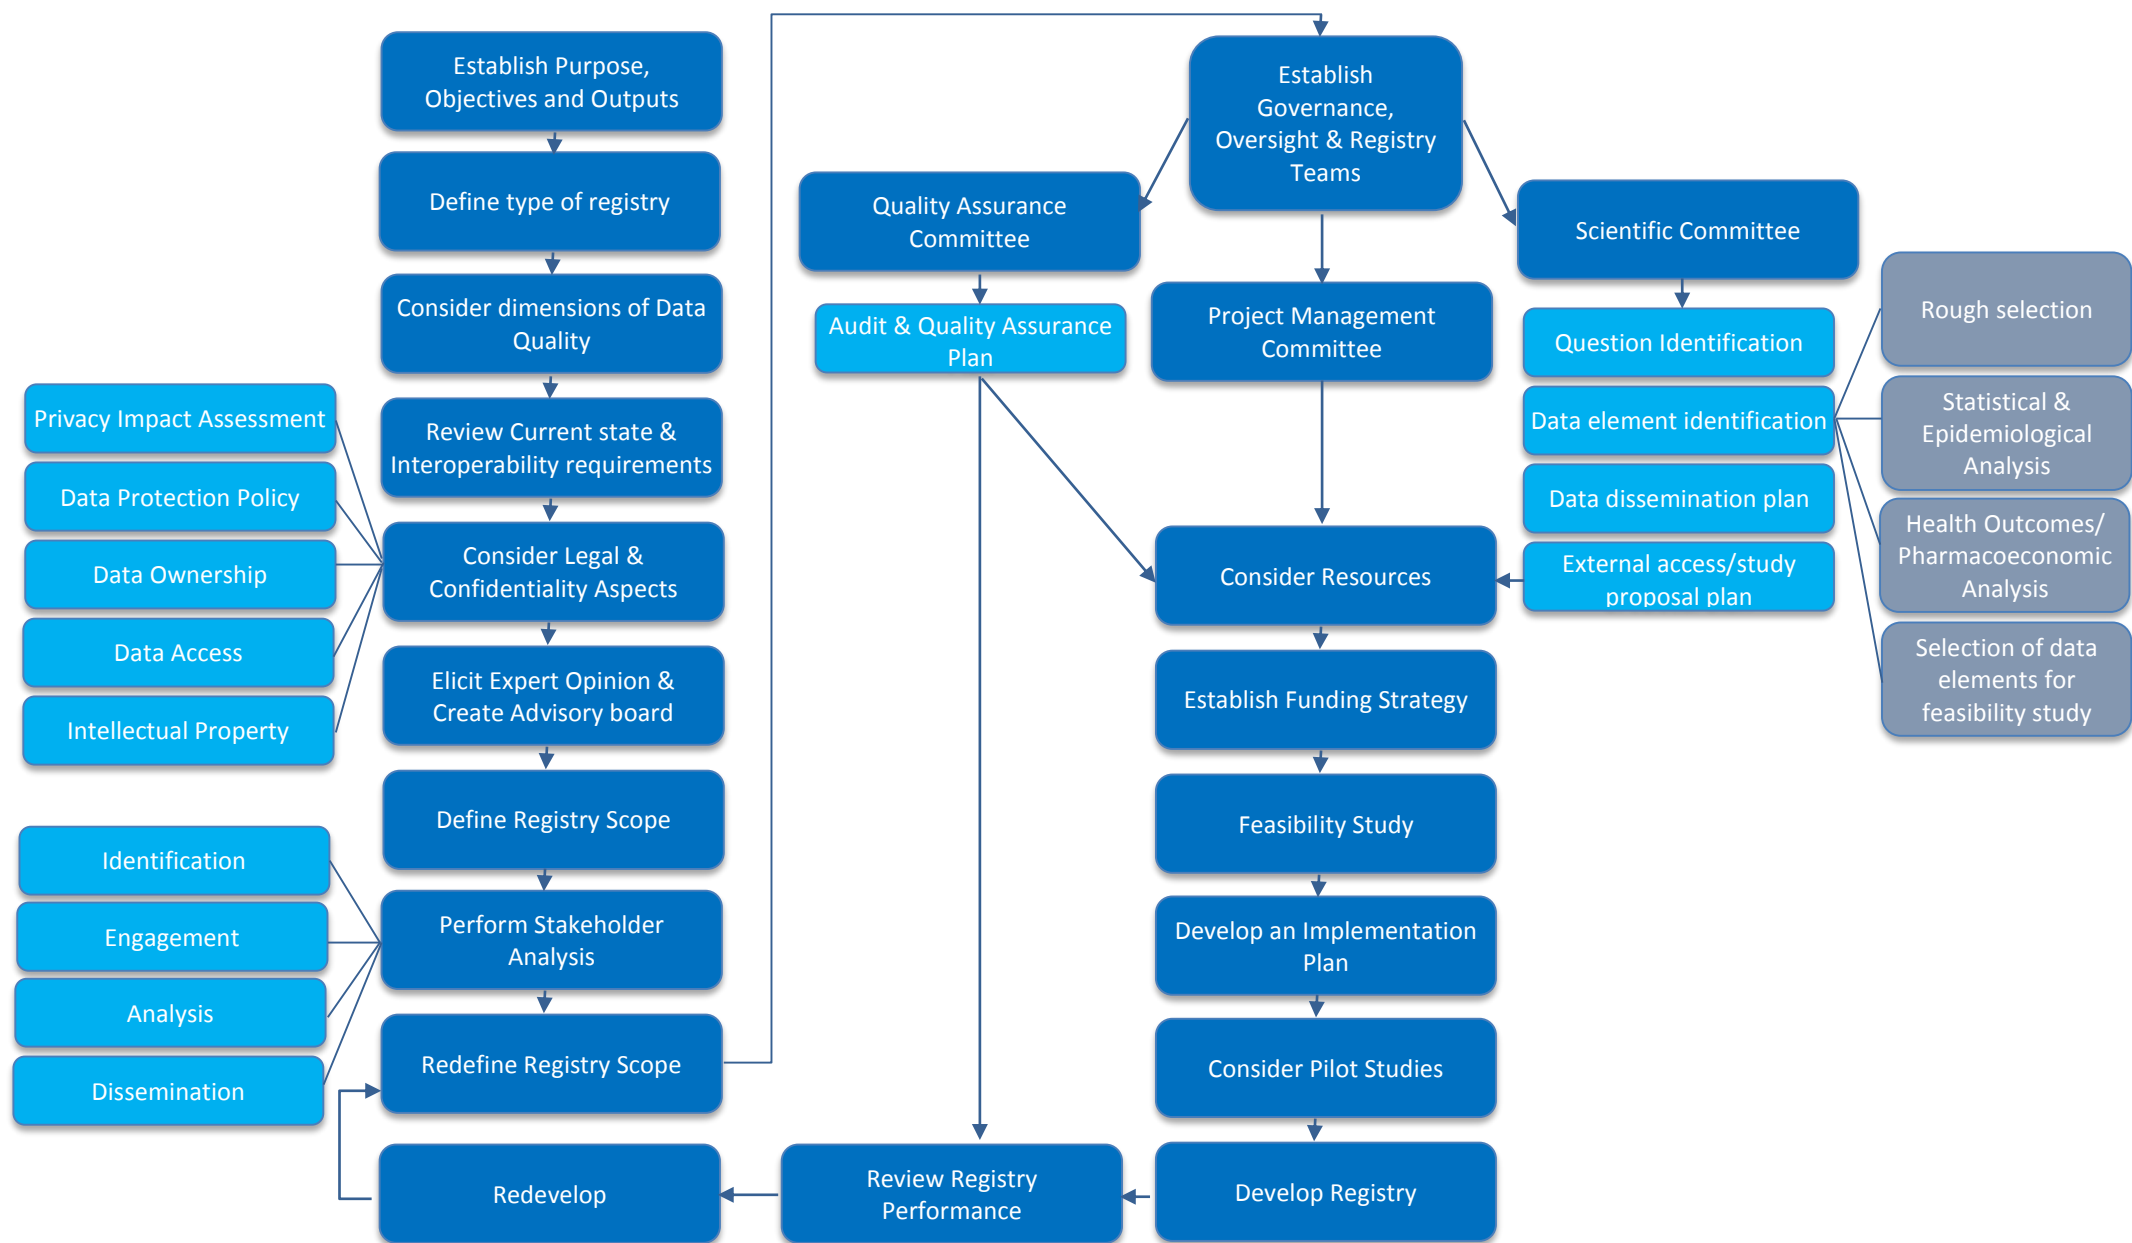 Establish Purpose,
Objectives and Outputs
Define type of registry
Consider dimensions of Data
Quality
Review Current state &
Interoperability requirements
Privacy Impact Assessment
Data Protection Policy
Data Ownership
Data Access
Intellectual Property
Consider Legal &
Confidentiality Aspects
Elicit Expert Opinion &
Create Advisory board
Define Registry Scope
Identification
Engagement
Analysis
Dissemination
Perform Stakeholder
Analysis
Redefine Registry Scope
Establish
Governance,
Oversight & Registry
Teams
Quality Assurance
Committee
Audit & Quality Assurance
Plan
Project Management
Committee
Scientific Committee
Question Identification
Data element identification
Data dissemination plan
External access/study
proposal plan
Rough selection
Statistical &
Epidemiological
Analysis
Health Outcomes/
Pharmacoeconomic
Analysis
Selection of data
elements for
feasibility study
Consider Resources
Establish Funding Strategy
Feasibility Study
Develop an Implementation
Plan
Consider Pilot Studies
Develop Registry
Review Registry
Performance
Redevelop